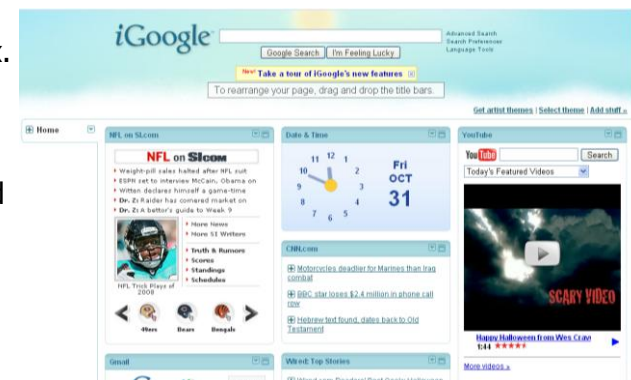 iGoogle
Advanced Search
Search Preferences
Language Tools
Google Search
I'm Feeling Lucky
New! Take a tour of iGoogle's new features
To rearrange your page, drag and drop the title bars.
Get artist themes | Select theme | Add stuff »
Home
NFL on SI.com
NFL on SI.com
Weight-pill sales halted after NFL suit
ESPN set to interview McCain, Obama on
Witten declares himself a game-time
Dr. Z: Raider has cornered market on
Dr. Z: A bettor's guide to Week 9
More News
More SI Writers
Truth & Rumors
Scores
Standings
Schedules
NFL Trick Plays of
2008
49ers Bears Bengals
Gmail
Date & Time
11 12 1
10 2
9 3
8 4
7 6 5
Fri
OCT
31
CNN.com
Motorcycles deadlier for Marines than Iraq
combat
BBC star loses $2.4 million in phone call
row
Hebrew text found, dates back to Old
Testament
Wired: Top Stories
YouTube
YouTube
Search
Today's Featured Videos
SCARY VIDEO
Happy Halloween from Wes Crav
1:44
More videos »